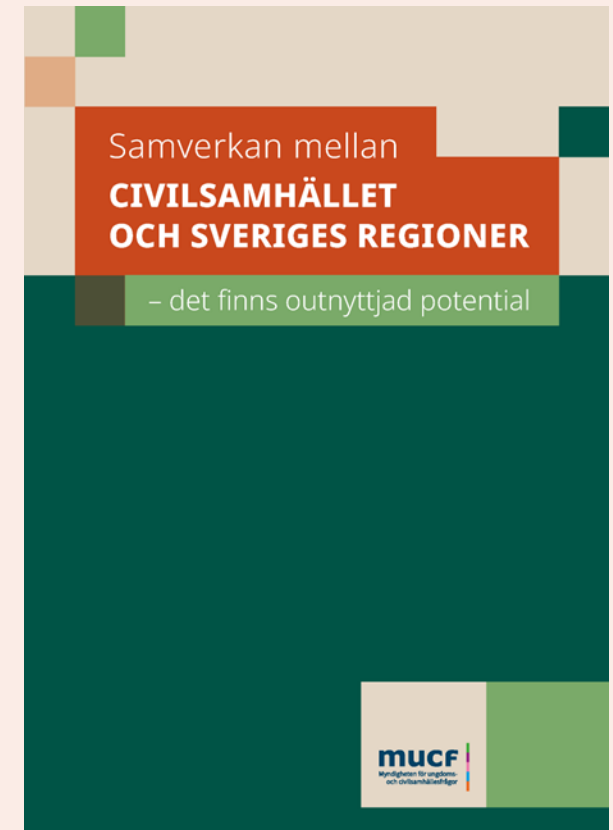 Samverkan mellan
CIVILSAMHÄLLET
OCH SVERIGES REGIONER
– det finns outnyttjad potential
mucf
Myndigheten för ungdoms-
och civilsamhällesfrågor